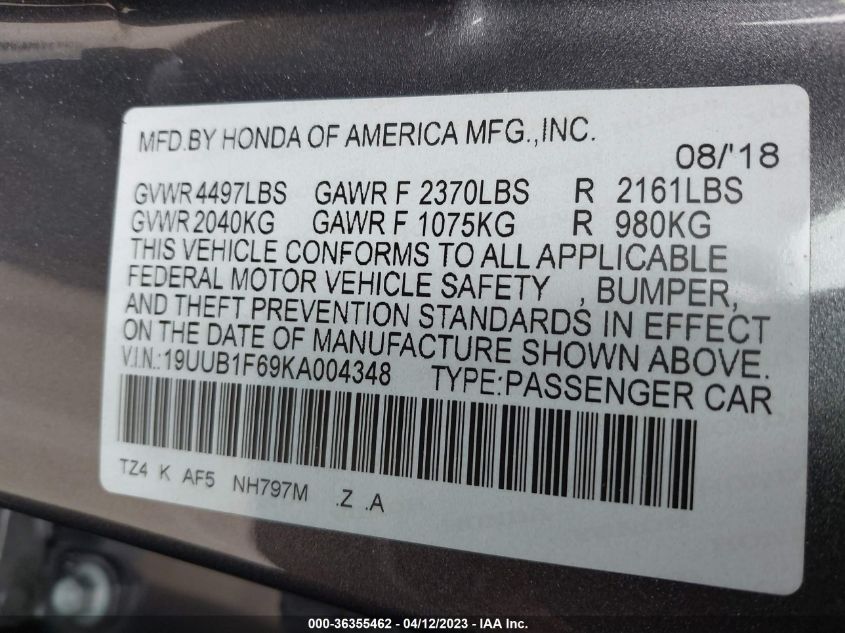 MFD.BY HONDA OF AMERICA MFG.,INC.
08/'18
GVWR 4497LBS GAWR F 2370LBS R 2161LBS
GVWR 2040KG GAWR F 1075KG R 980KG
THIS VEHICLE CONFORMS TO ALL APPLICABLE
FEDERAL MOTOR VEHICLE SAFETY , BUMPER,
AND THEFT PREVENTION STANDARDS IN EFFECT
ON THE DATE OF MANUFACTURE SHOWN ABOVE.
V.I.N.:19UUB1F69KA004348 TYPE:PASSENGER CAR
TZ4 K AF5 NH797M .Z .A
000-36355462 - 04/12/2023 - IAA Inc.